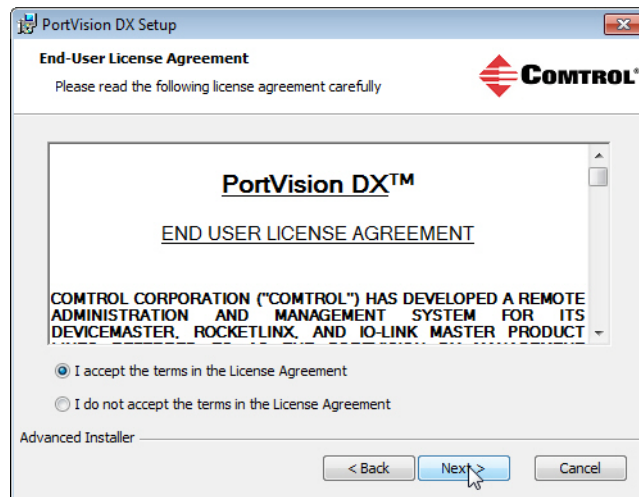 PortVision DX Setup
End-User License Agreement
Please read the following license agreement carefully
COMTROL®
PortVision DX™
END USER LICENSE AGREEMENT
COMTROL CORPORATION ("COMTROL") HAS DEVELOPED A REMOTE
ADMINISTRATION AND MANAGEMENT SYSTEM FOR ITS
DEVICEMASTER, ROCKETLINX, AND IO-LINK MASTER PRODUCT
I accept the terms in the License Agreement
I do not accept the terms in the License Agreement
Advanced Installer
< Back
Next >
Cancel